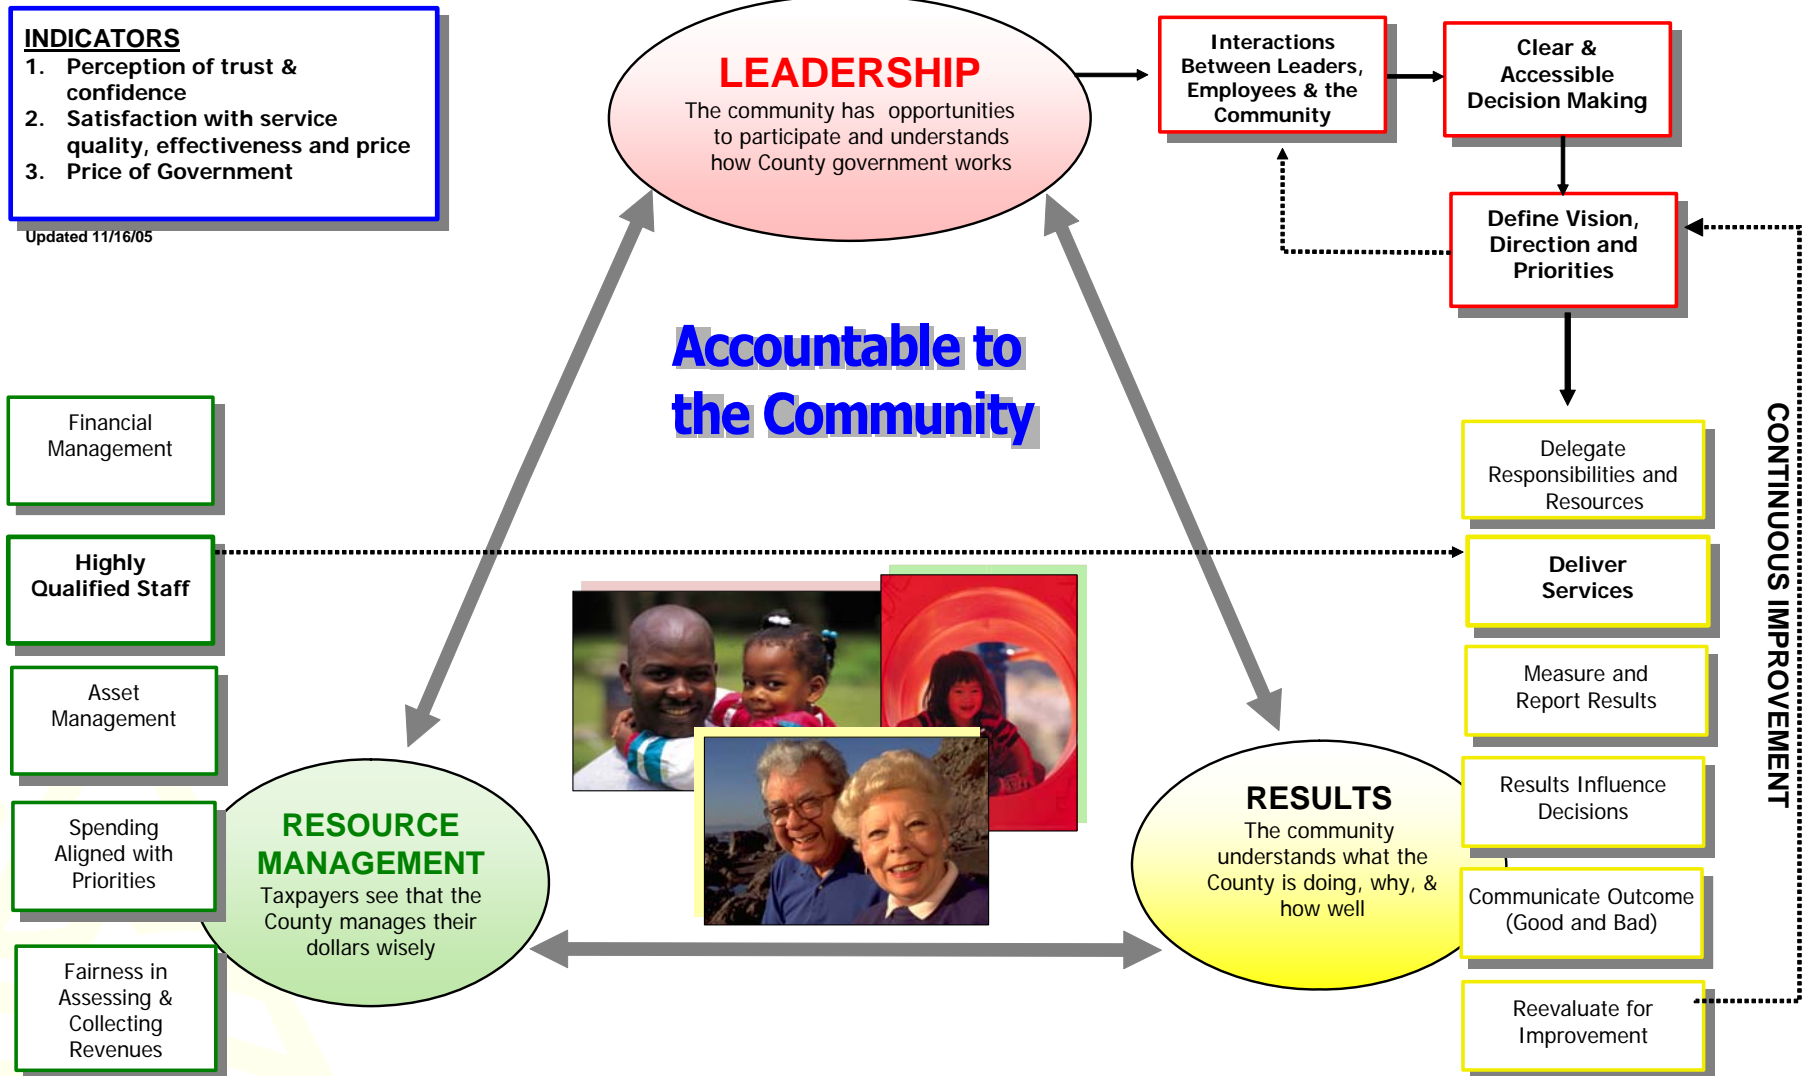 INDICATORS
1. Perception of trust &
confidence
2. Satisfaction with service
quality, effectiveness and price
3. Price of Government
Updated 11/16/05
LEADERSHIP
The community has opportunities
to participate and understands
how County government works
Interactions
Between Leaders,
Employees & the
Community
Clear &
Accessible
Decision Making
Define Vision,
Direction and
Priorities
Accountable to
the Community
Financial
Management
Highly
Qualified Staff
Asset
Management
Spending
Aligned with
Priorities
Fairness in
Assessing &
Collecting
Revenues
RESOURCE
MANAGEMENT
Taxpayers see that the
County manages their
dollars wisely
RESULTS
The community
understands what the
County is doing, why, &
how well
Delegate
Responsibilities and
Resources
Deliver
Services
Measure and
Report Results
Results Influence
Decisions
Communicate Outcome
(Good and Bad)
Reevaluate for
Improvement
CONTINUOUS IMPROVEMENT